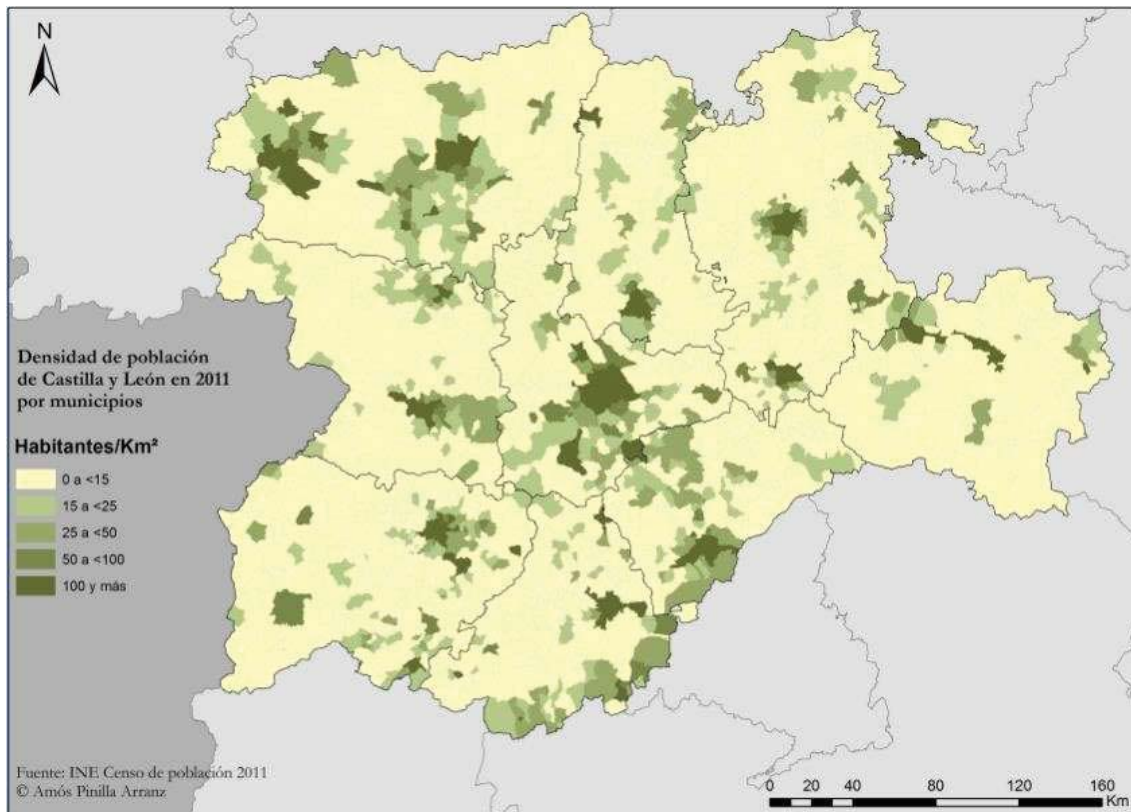 N
Densidad de población
de Castilla y León en 2011
por municipios
Habitantes/Km²
0 a <15
15 a <25
25 a <50
50 a <100
100 y más
Fuente: INE Censo de población 2011
© Amós Pinilla Arranz
0 20 40 80 120 160
Km